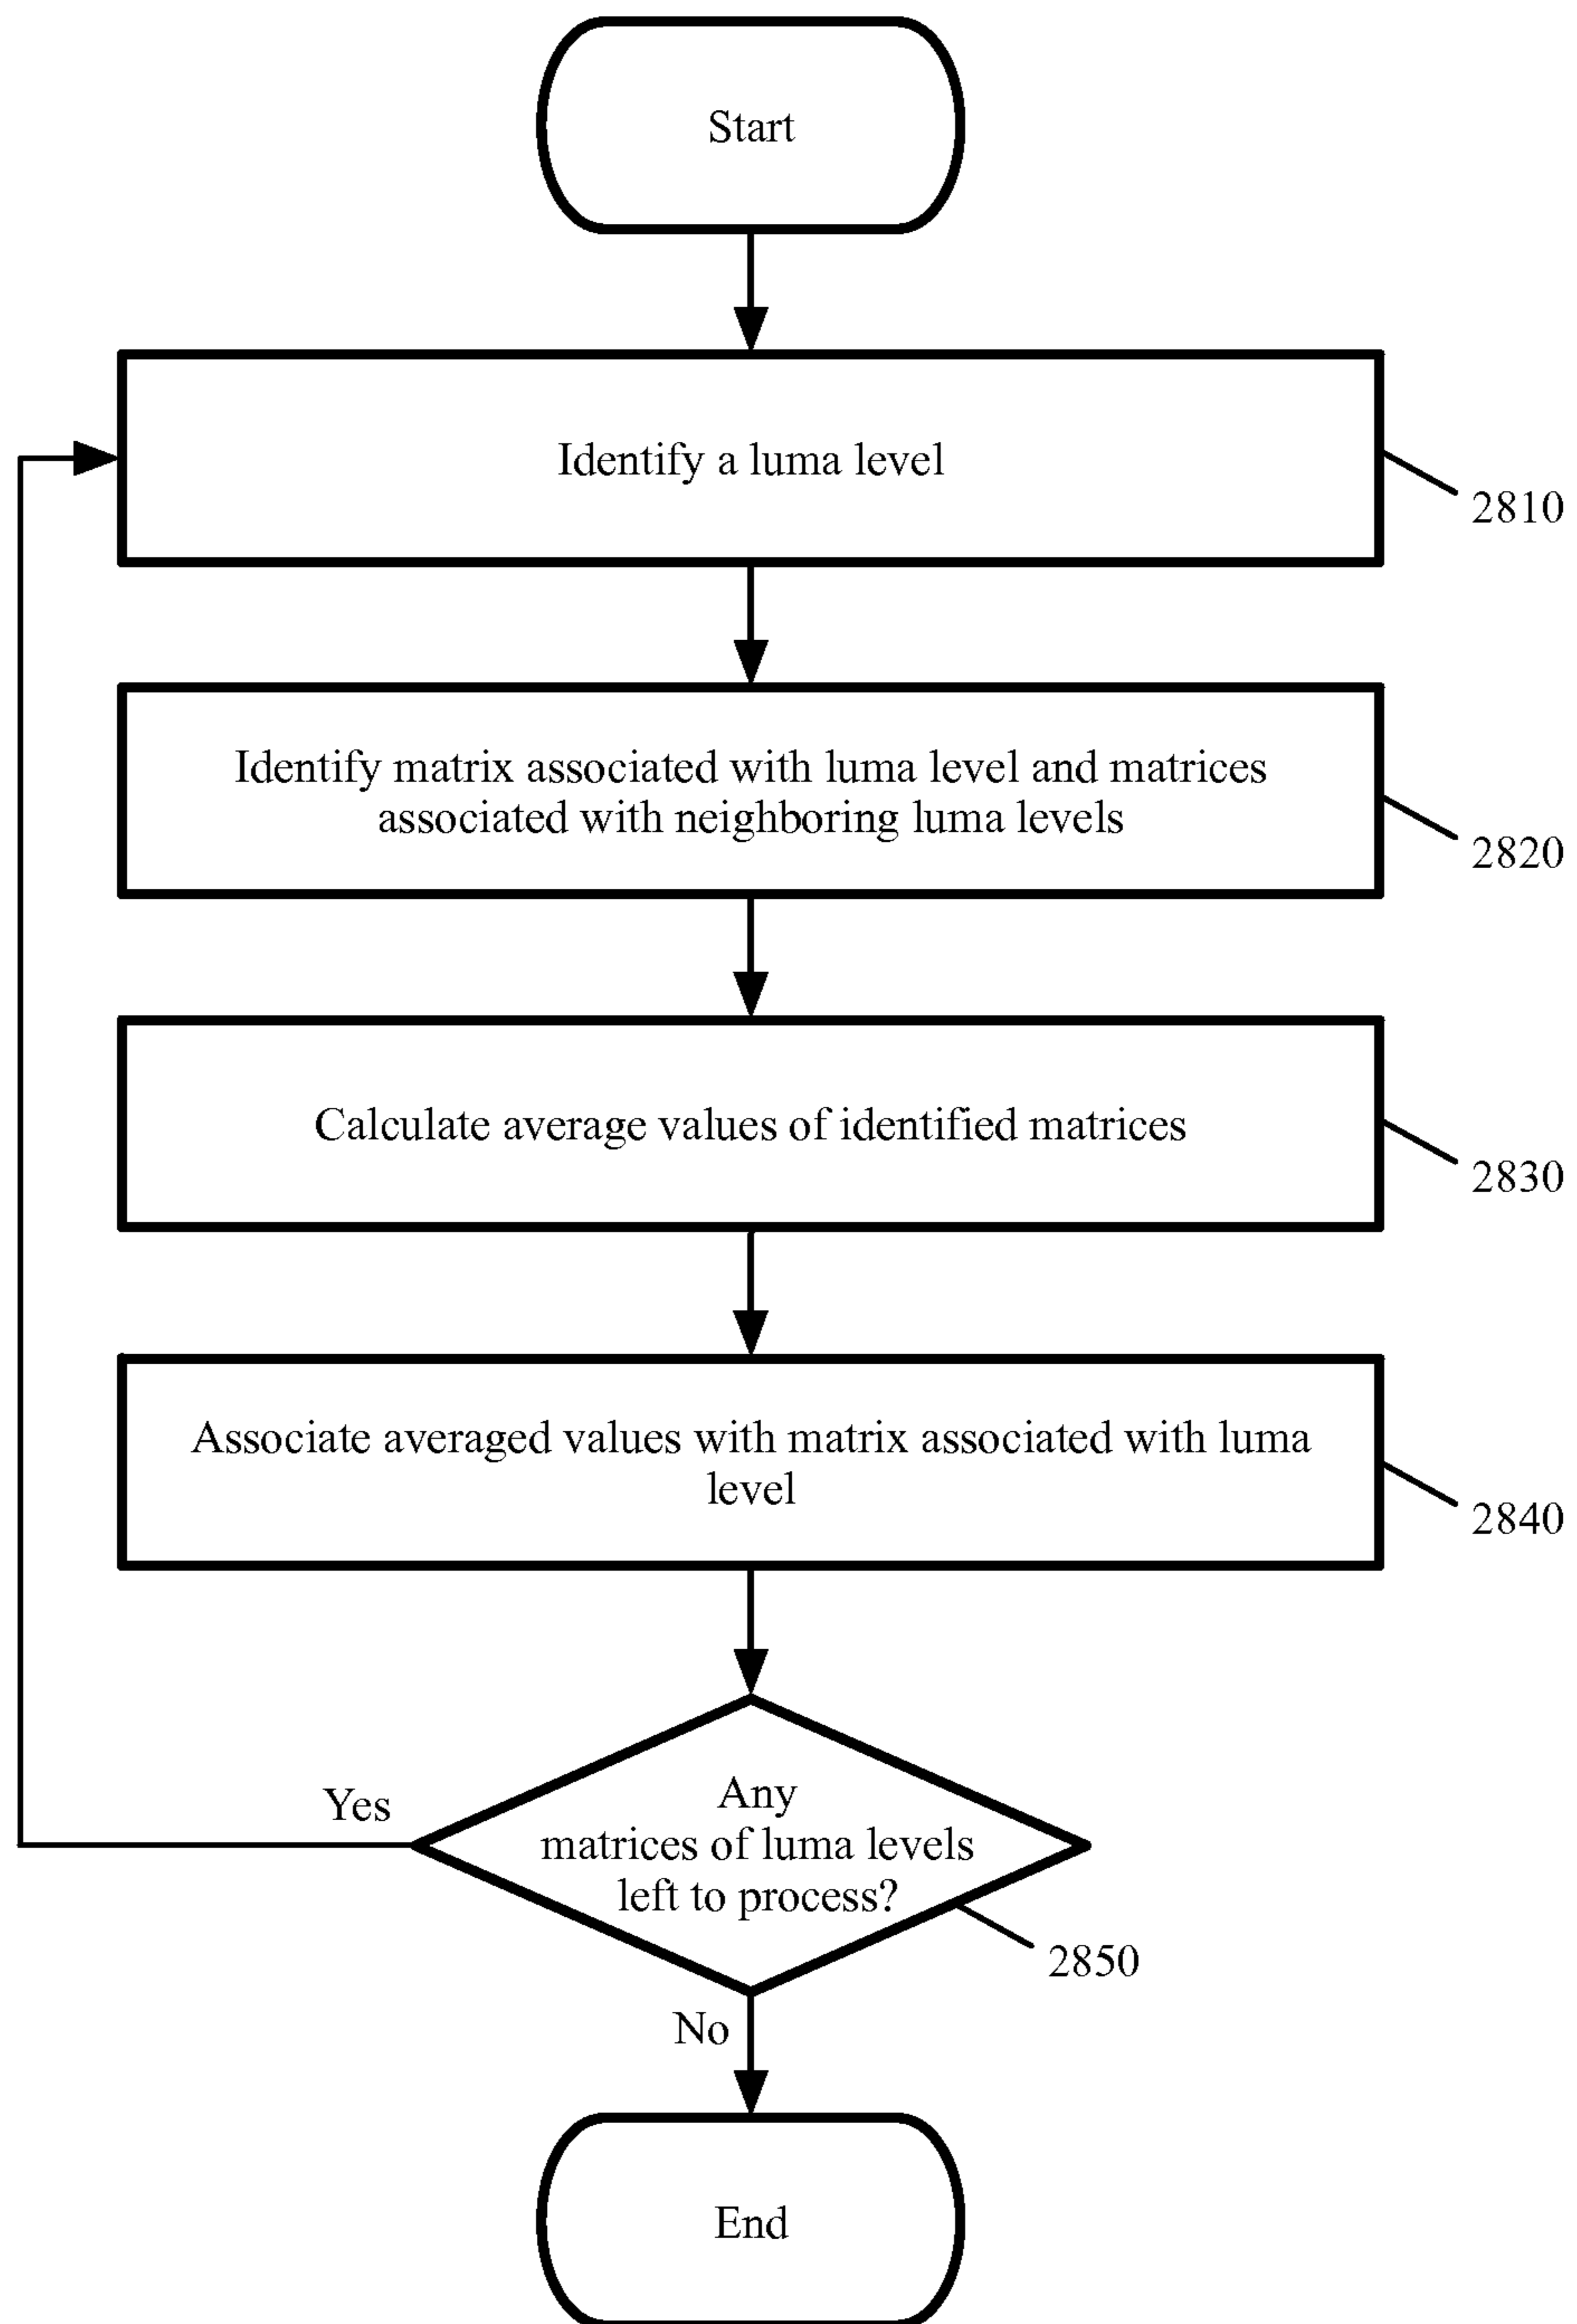 Start
Identify a luma level
2810
Identify matrix associated with luma level and matrices
associated with neighboring luma levels
2820
Calculate average values of identified matrices
2830
Associate averaged values with matrix associated with luma
level
2840
Any
matrices of luma levels
left to process?
Yes
2850
No
End